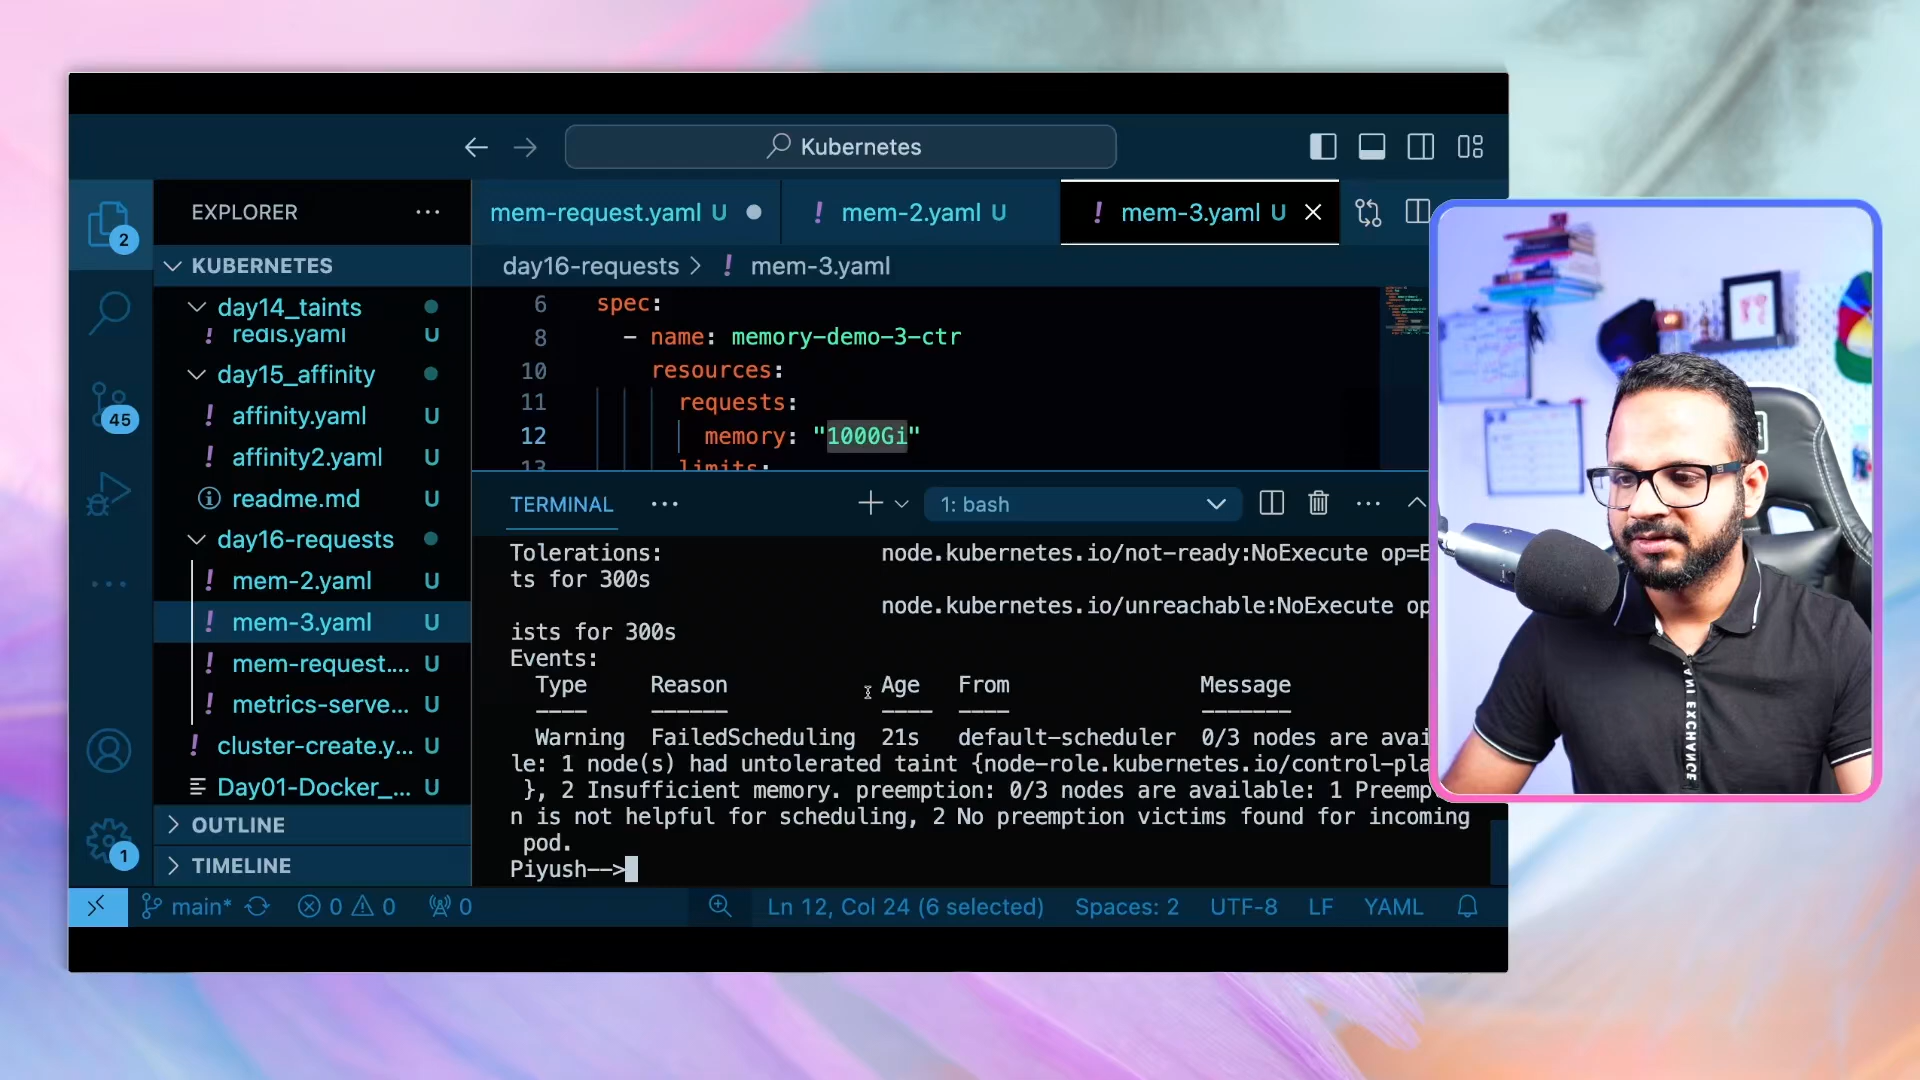 Kubernetes
EXPLORER
mem-request.yaml U
! mem-2.yaml U
! mem-3.yaml U
2
KUBERNETES
day16-requests > ! mem-3.yaml
day14_taints
! redis.yaml U
day15_affinity
! affinity.yaml U
! affinity2.yaml U
readme.md U
day16-requests
! mem-2.yaml U
! mem-3.yaml U
! mem-request.... U
! metrics-serve... U
! cluster-create.y... U
Day01-Docker_... U
OUTLINE
TIMELINE
45
1
6 spec:
8 - name: memory-demo-3-ctr
10 resources:
11 requests:
12 memory: "1000Gi"
13 limits:
TERMINAL
1: bash
Tolerations: node.kubernetes.io/not-ready:NoExecute op=E
ts for 300s
node.kubernetes.io/unreachable:NoExecute op
ists for 300s
Events:
Type Reason Age From Message
---- ------ ---- ---- -------
Warning FailedScheduling 21s default-scheduler 0/3 nodes are avai
le: 1 node(s) had untolerated taint {node-role.kubernetes.io/control-pla
}, 2 Insufficient memory. preemption: 0/3 nodes are available: 1 Preemp
n is not helpful for scheduling, 2 No preemption victims found for incoming
pod.
Piyush-->
main* 0 0 0
Ln 12, Col 24 (6 selected) Spaces: 2 UTF-8 LF YAML
ANI EXCHANGE